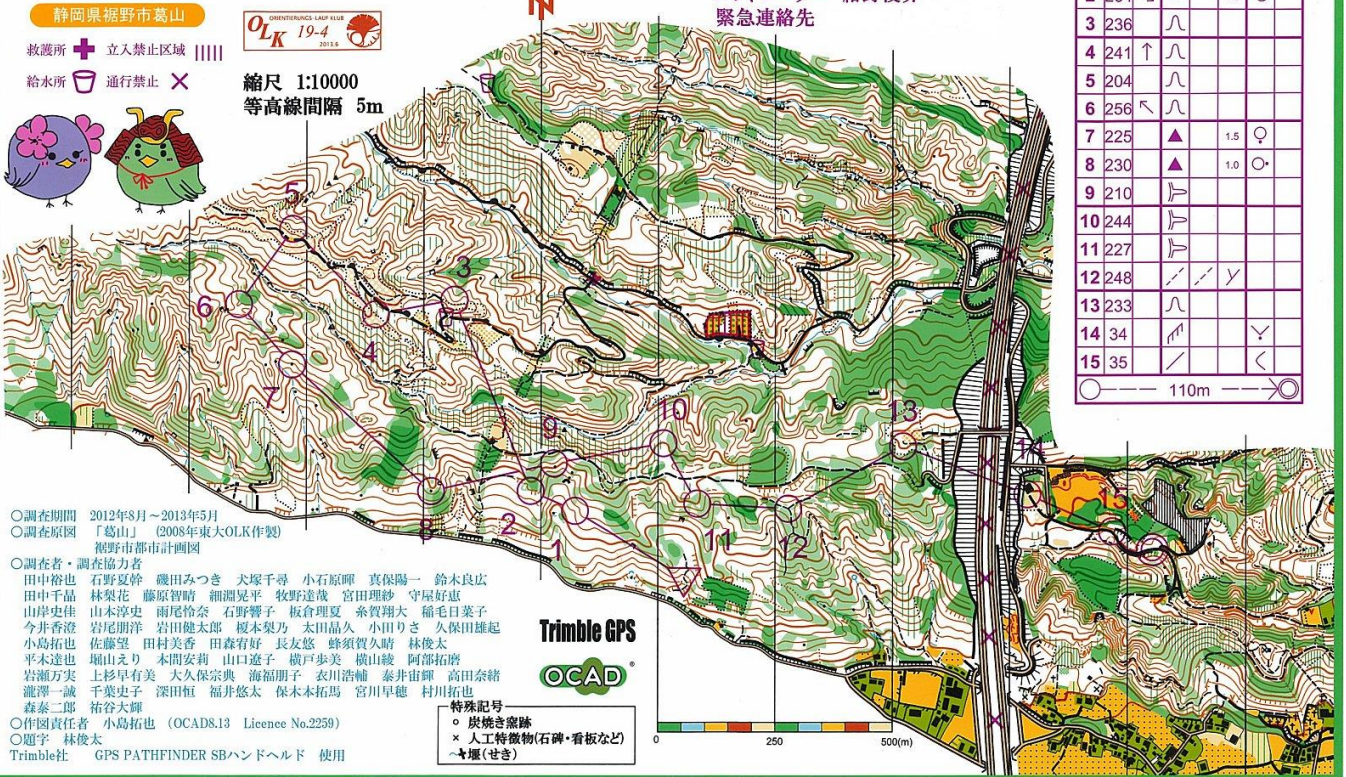 静岡県裾野市葛山
救護所 立入禁止区域
給水所 通行禁止
ORIENTIERUNGS-LAUF KLUB
OLK 19-4
2013.6
縮尺 1:10000
等高線間隔 5m
緊急連絡先
3 236
4 241
5 204
6 256
7 225 1.5
8 230 1.0
9 210
10 244
11 227
12 248
13 233
14 34
15 35
110m
5
3
6
4
7
9
10
13
8
2
1
11
12
15
○調査期間 2012年8月～2013年5月
○調査原図 「葛山」 (2008年東大OLK作製)
裾野市都市計画図
○調査者・調査協力者
田中裕也 石野夏幹 磯田みつき 犬塚千尋 小石原暉 真保陽一 鈴木良広
田中千晶 林梨花 藤原智晴 細淵晃平 牧野達哉 宮田理紗 守屋好恵
山岸史佳 山本淳史 雨尾怜奈 石野響子 板倉理夏 糸賀翔大 稲毛日菜子
今井香澄 岩尾朋洋 岩田健太郎 榎本梨乃 太田晶久 小田りさ 久保田雄起
小島拓也 佐藤望 田村美香 田森宥好 長友悠 蜂須賀久晴 林俊太
平木達也 堀山えり 本間安莉 山口遼子 横戸歩美 横山綾 阿部拓磨
岩瀬万実 上杉早有美 大久保宗典 海福朋子 衣川浩輔 泰井宙輝 高田奈緒
瀧澤一誠 千葉史子 深田恒 福井悠太 保木本拓馬 宮川早穂 村川拓也
森泰二郎 祐谷大輝
○作図責任者 小島拓也 (OCAD8.13 Licenee No.2259)
○題字 林俊太
Trimble社 GPS PATHFINDER SBハンドヘルド 使用
Trimble GPS
OCAD
特殊記号
炭焼き窯跡
人工特徴物(石碑・看板など)
堰(せき)
0 250 500(m)